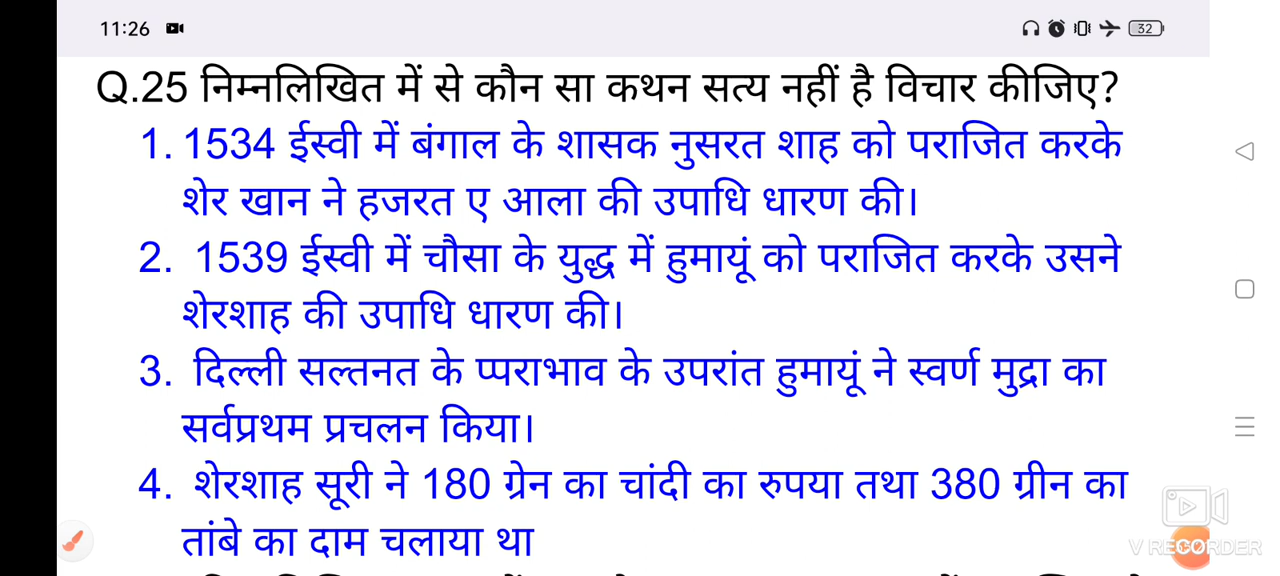 11:26
32
Q.25 निम्नलिखित में से कौन सा कथन सत्य नहीं है विचार कीजिए?
1. 1534 ईस्वी में बंगाल के शासक नुसरत शाह को पराजित करके
शेर खान ने हजरत ए आला की उपाधि धारण की।
2. 1539 ईस्वी में चौसा के युद्ध में हुमायूं को पराजित करके उसने
शेरशाह की उपाधि धारण की।
3. दिल्ली सल्तनत के प्पराभाव के उपरांत हुमायूं ने स्वर्ण मुद्रा का
सर्वप्रथम प्रचलन किया।
4. शेरशाह सूरी ने 180 ग्रेन का चांदी का रुपया तथा 380 ग्रीन का
तांबे का दाम चलाया था
V RECORDER